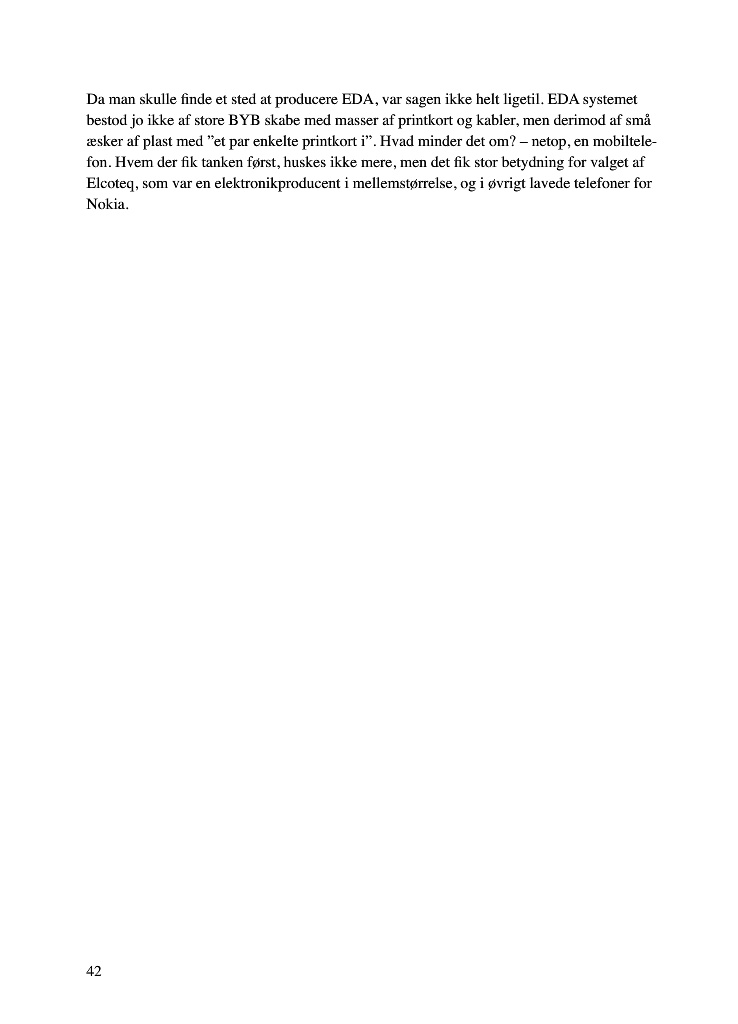 Da man skulle finde et sted at producere EDA, var sagen ikke helt ligetil. EDA systemet
bestod jo ikke af store BYB skabe med masser af printkort og kabler, men derimod af små
æsker af plast med ”et par enkelte printkort i”. Hvad minder det om? – netop, en mobiltele-
fon. Hvem der fik tanken først, huskes ikke mere, men det fik stor betydning for valget af
Elcoteq, som var en elektronikproducent i mellemstørrelse, og i øvrigt lavede telefoner for
Nokia.
42